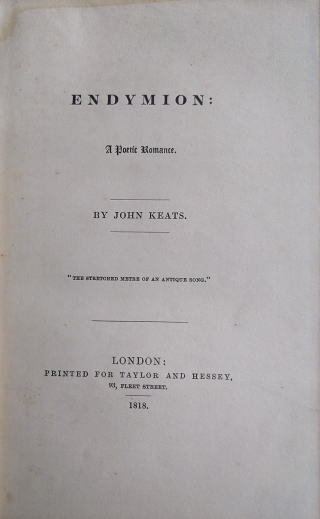 ENDYMION:
A Poetic Romance.
BY JOHN KEATS.
"THE STRETCHED METRE OF AN ANTIQUE SONG."
LONDON:
PRINTED FOR TAYLOR AND HESSEY,
93, FLEET STREET.
1818.